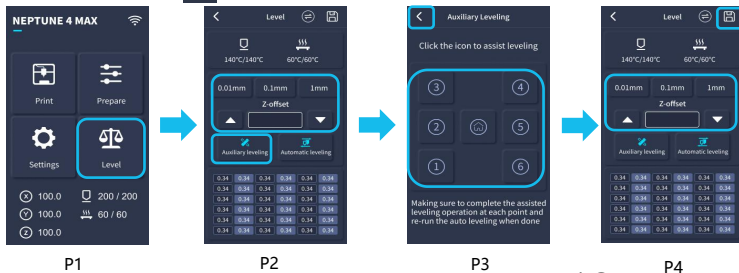 NEPTUNE 4 MAX
Print
Prepare
Settings
Level
X 100.0
200 / 200
Y 100.0
60 / 60
Z 100.0
P1
Level
140°C/140°C
60°C/60°C
0.01mm 0.1mm 1mm
Z-offset
Auxiliary leveling
Automatic leveling
0.34 0.34 0.34 0.34 0.34 0.34
0.34 0.34 0.34 0.34 0.34 0.34
0.34 0.34 0.34 0.34 0.34 0.34
0.34 0.34 0.34 0.34 0.34 0.34
0.34 0.34 0.34 0.34 0.34 0.34
0.34 0.34 0.34 0.34 0.34 0.34
P2
Auxiliary Leveling
Click the icon to assist leveling
3 4
2 5
1 6
Making sure to complete the assisted
leveling operation at each point and
re-run the auto leveling when done
P3
Level
140°C/140°C
60°C/60°C
0.01mm 0.1mm 1mm
Z-offset
Auxiliary leveling
Automatic leveling
0.34 0.34 0.34 0.34 0.34 0.34
0.34 0.34 0.34 0.34 0.34 0.34
0.34 0.34 0.34 0.34 0.34 0.34
0.34 0.34 0.34 0.34 0.34 0.34
0.34 0.34 0.34 0.34 0.34 0.34
0.34 0.34 0.34 0.34 0.34 0.34
P4